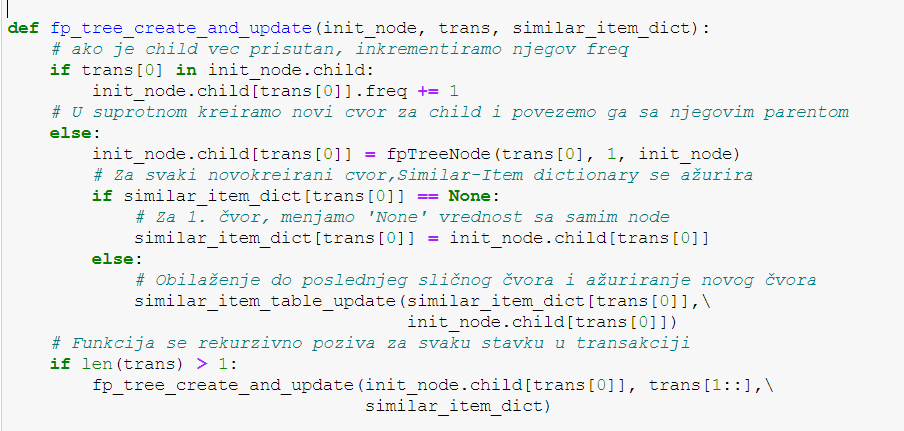 def fp_tree_create_and_update(init_node, trans, similar_item_dict):
    # ako je child vec prisutan, inkrementiramo njegov freq
    if trans[0] in init_node.child:
        init_node.child[trans[0]].freq += 1
    # U suprotnom kreiramo novi cvor za child i povezemo ga sa njegovim parentom
    else:
        init_node.child[trans[0]] = fpTreeNode(trans[0], 1, init_node)
        # Za svaki novokreirani cvor,Similar-Item dictionary se ažurira
        if similar_item_dict[trans[0]] == None:
            # Za 1. čvor, menjamo 'None' vrednost sa samim node
            similar_item_dict[trans[0]] = init_node.child[trans[0]]
        else:
            # Obilaženje do poslednjeg sličnog čvora i ažuriranje novog čvora
            similar_item_table_update(similar_item_dict[trans[0]],\
                                      init_node.child[trans[0]])
    # Funkcija se rekurzivno poziva za svaku stavku u transakciji
    if len(trans) > 1:
        fp_tree_create_and_update(init_node.child[trans[0]], trans[1::],\
                                  similar_item_dict)